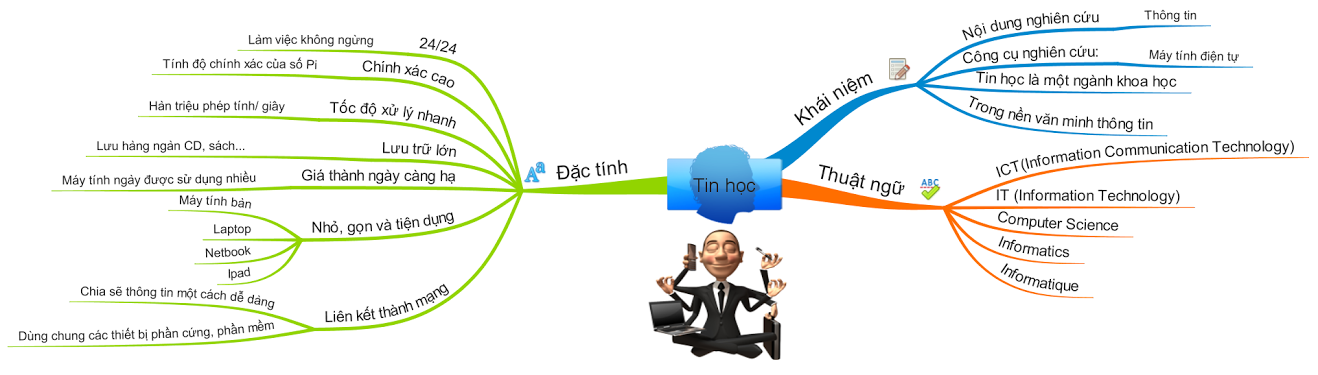 Tin học
Khái niệm
Nội dung nghiên cứu
Thông tin
Công cụ nghiên cứu:
Máy tính điện tự
Tin học là một ngành khoa học
Trong nền văn minh thông tin
Thuật ngữ
ABC
ICT(Information Communication Technology)
IT (Information Technology)
Computer Science
Informatics
Informatique
Đặc tính
Aa
24/24
Làm việc không ngừng
Chính xác cao
Tính độ chính xác của số Pi
Tốc độ xử lý nhanh
Hàn triệu phép tính/ giây
Lưu trữ lớn
Lưu hàng ngàn CD, sách...
Giá thành ngày càng hạ
Máy tính ngáy được sừ dụng nhiều
Nhỏ, gọn và tiện dụng
Máy tính bản
Laptop
Netbook
Ipad
Liên kết thành mạng
Chia sẽ thông tin một cách dễ dàng
Dùng chung các thiết bị phần cứng, phần mềm